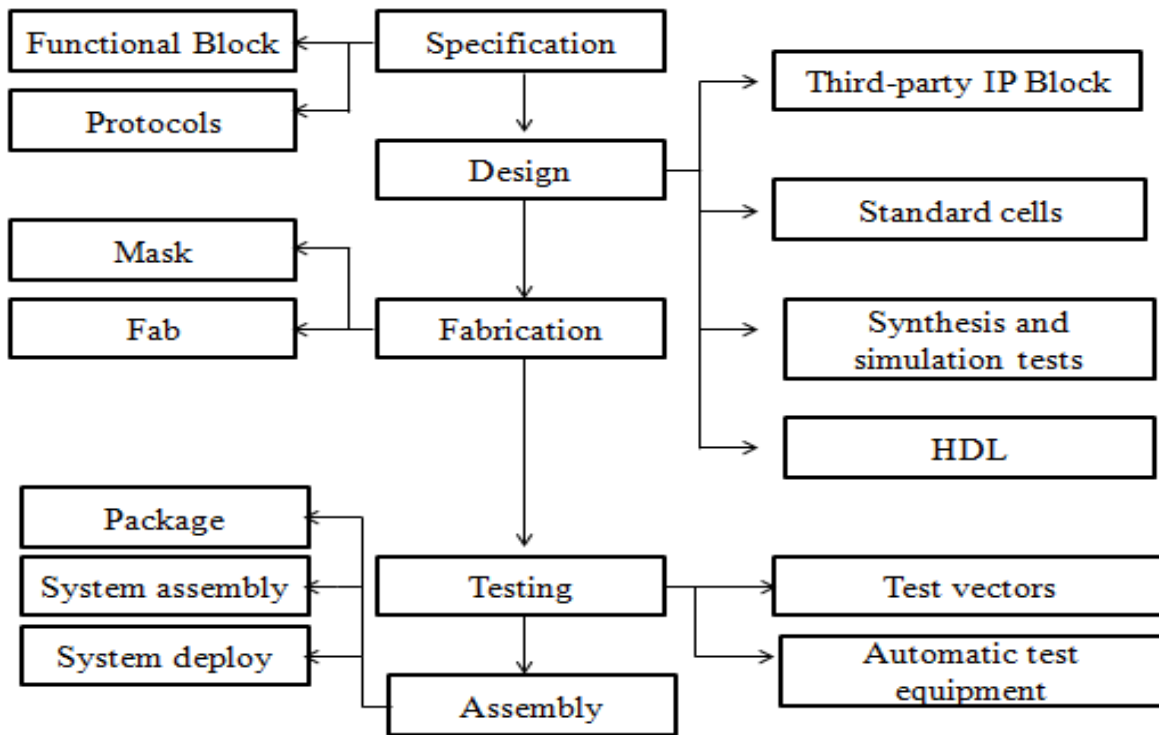 Functional Block
Specification
Third-party IP Block
Protocols
Design
Standard cells
Mask
Fab
Fabrication
Synthesis and
simulation tests
HDL
Package
System assembly
Testing
Test vectors
System deploy
Automatic test
equipment
Assembly